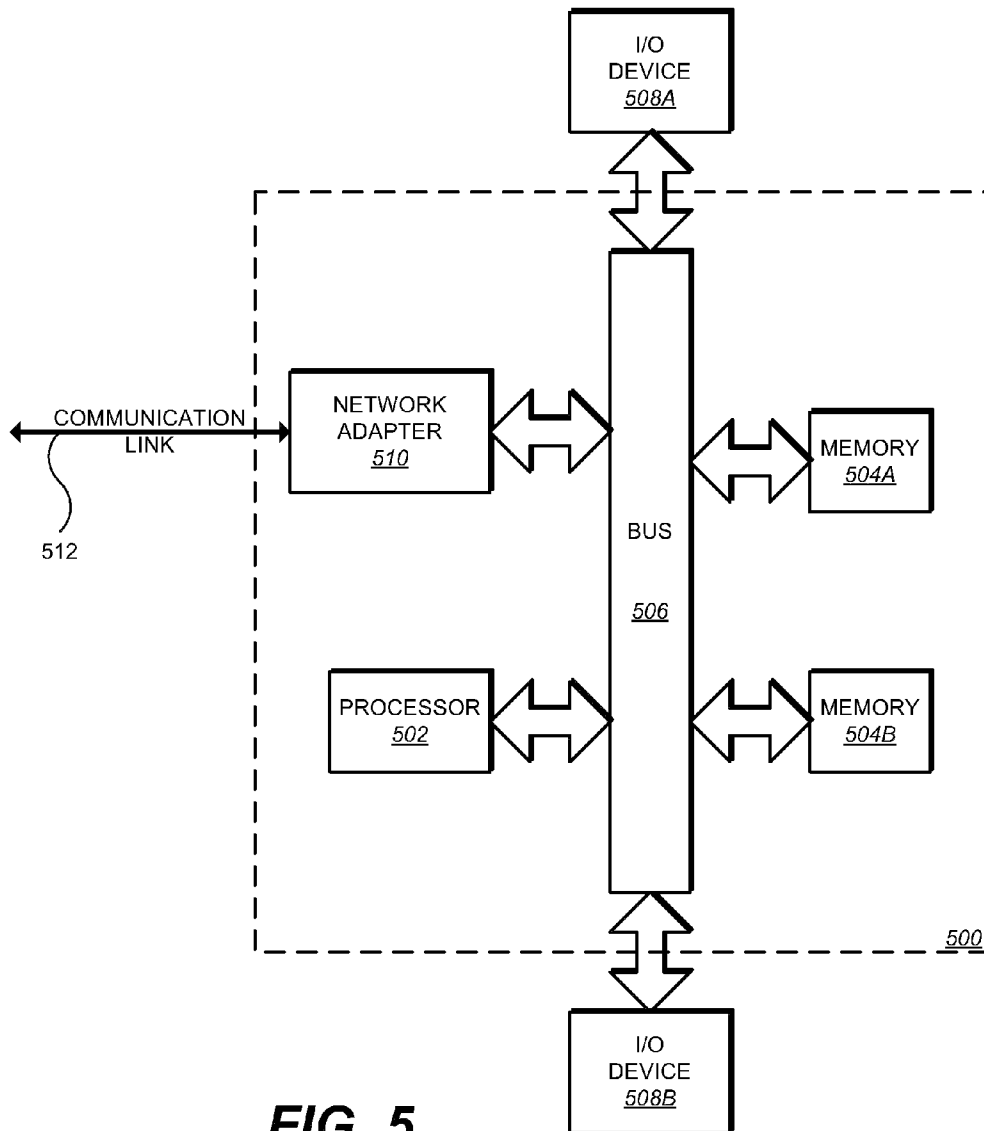 I/O
DEVICE
508A
NETWORK
ADAPTER
510
COMMUNICATION
LINK
512
MEMORY
504A
BUS
506
PROCESSOR
502
MEMORY
504B
500
I/O
DEVICE
508B
FIG. 5